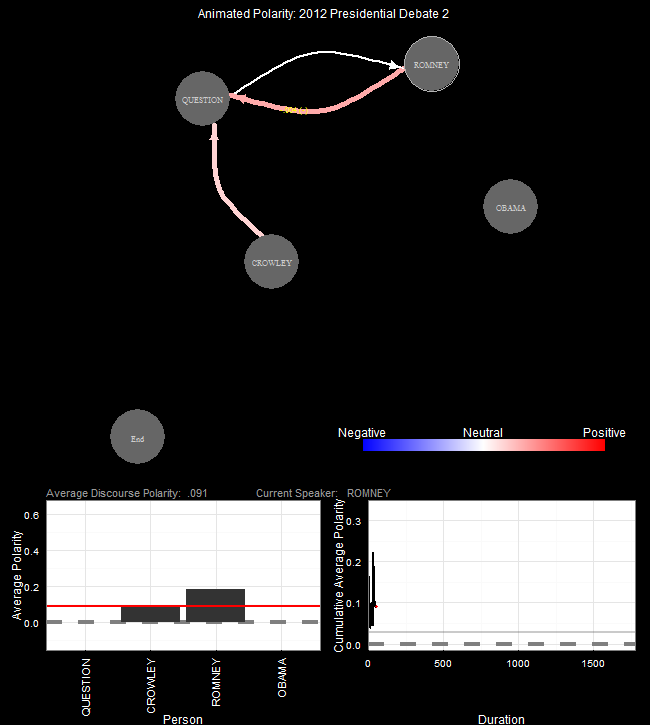 Animated Polarity: 2012 Presidential Debate 2
ROMNEY
QUESTION
OBAMA
CROWLEY
End
Negative Neutral Positive
Average Discourse Polarity: .091 Current Speaker: ROMNEY
Average Polarity
0.6
0.4
0.2
0.0
QUESTION
CROWLEY
ROMNEY
OBAMA
Person
Cumulative Average Polarity
0.3
0.2
0.1
0.0
0 500 1000 1500
Duration